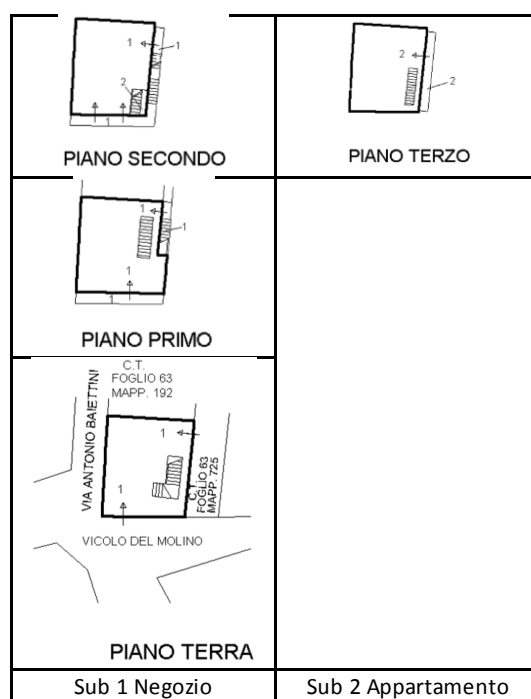 1
1
2
1
PIANO SECONDO
2
2
PIANO TERZO
1
1
1
1
PIANO PRIMO
C.T.
FOGLIO 63
MAPP. 192
VIA ANTONIO BAIETTINI
1
C.T.
FOGLIO 63
MAPP. 725
1
VICOLO DEL MOLINO
PIANO TERRA
Sub 1 Negozio
Sub 2 Appartamento